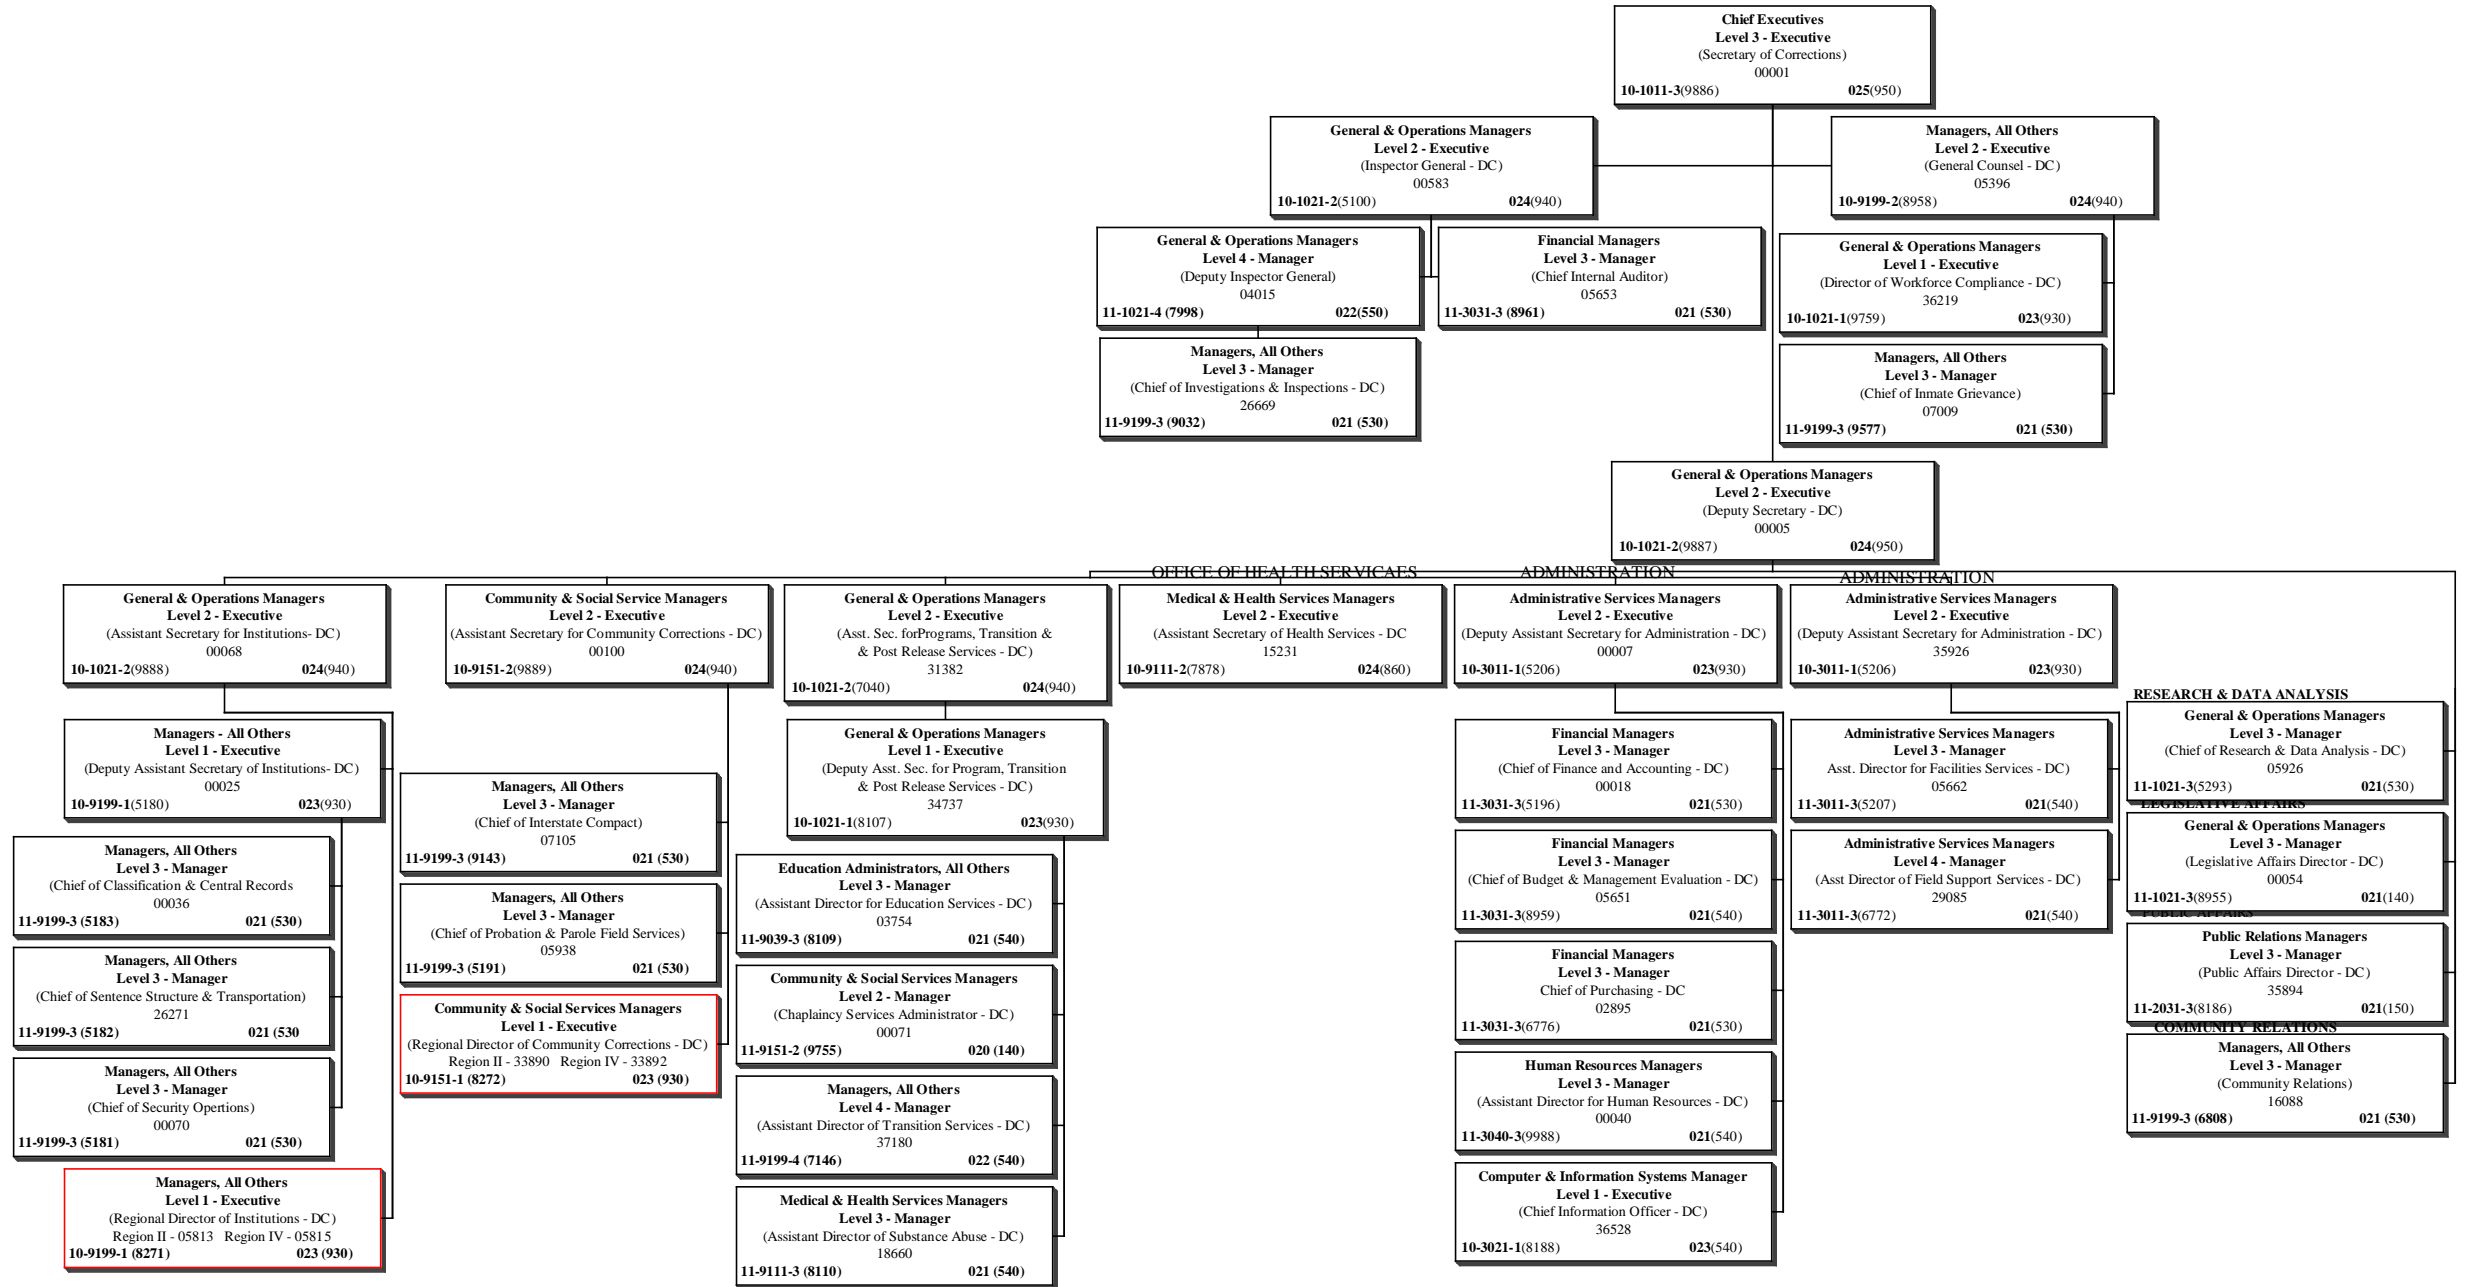 Chief Executives
Level 3 - Executive
(Secretary of Corrections)
00001
10-1011-3(9886) 025(950)
General & Operations Managers
Level 2 - Executive
(Inspector General - DC)
00583
10-1021-2(5100) 024(940)
Managers, All Others
Level 2 - Executive
(General Counsel - DC)
05396
10-9199-2(8958) 024(940)
General & Operations Managers
Level 4 - Manager
(Deputy Inspector General)
04015
11-1021-4 (7998) 022(550)
Financial Managers
Level 3 - Manager
(Chief Internal Auditor)
05653
11-3031-3 (8961) 021 (530)
General & Operations Managers
Level 1 - Executive
(Director of Workforce Compliance - DC)
36219
10-1021-1(9759) 023(930)
Managers, All Others
Level 3 - Manager
(Chief of Investigations & Inspections - DC)
26669
11-9199-3 (9032) 021 (530)
Managers, All Others
Level 3 - Manager
(Chief of Inmate Grievance)
07009
11-9199-3 (9577) 021 (530)
General & Operations Managers
Level 2 - Executive
(Deputy Secretary - DC)
00005
10-1021-2(9887) 024(950)
OFFICE OF HEALTH SERVICAES
ADMINISTRATION
ADMINISTRATION
General & Operations Managers
Level 2 - Executive
(Assistant Secretary for Institutions- DC)
00068
10-1021-2(9888) 024(940)
Community & Social Service Managers
Level 2 - Executive
(Assistant Secretary for Community Corrections - DC)
00100
10-9151-2(9889) 024(940)
General & Operations Managers
Level 2 - Executive
(Asst. Sec. forPrograms, Transition &
& Post Release Services - DC)
31382
10-1021-2(7040) 024(940)
Medical & Health Services Managers
Level 2 - Executive
(Assistant Secretary of Health Services - DC
15231
10-9111-2(7878) 024(860)
Administrative Services Managers
Level 2 - Executive
(Deputy Assistant Secretary for Administration - DC)
00007
10-3011-1(5206) 023(930)
Administrative Services Managers
Level 2 - Executive
(Deputy Assistant Secretary for Administration - DC)
35926
10-3011-1(5206) 023(930)
Managers - All Others
Level 1 - Executive
(Deputy Assistant Secretary of Institutions- DC)
00025
10-9199-1(5180) 023(930)
Managers, All Others
Level 3 - Manager
(Chief of Classification & Central Records
00036
11-9199-3 (5183) 021 (530)
Managers, All Others
Level 3 - Manager
(Chief of Sentence Structure & Transportation)
26271
11-9199-3 (5182) 021 (530
Managers, All Others
Level 3 - Manager
(Chief of Security Opertions)
00070
11-9199-3 (5181) 021 (530)
Managers, All Others
Level 1 - Executive
(Regional Director of Institutions - DC)
Region II - 05813 Region IV - 05815
10-9199-1 (8271) 023 (930)
Managers, All Others
Level 3 - Manager
(Chief of Interstate Compact)
07105
11-9199-3 (9143) 021 (530)
Managers, All Others
Level 3 - Manager
(Chief of Probation & Parole Field Services)
05938
11-9199-3 (5191) 021 (530)
Community & Social Services Managers
Level 1 - Executive
(Regional Director of Community Corrections - DC)
Region II - 33890 Region IV - 33892
10-9151-1 (8272) 023 (930)
General & Operations Managers
Level 1 - Executive
(Deputy Asst. Sec. for Program, Transition
& Post Release Services - DC)
34737
10-1021-1(8107) 023(930)
Education Administrators, All Others
Level 3 - Manager
(Assistant Director for Education Services - DC)
03754
11-9039-3 (8109) 021 (540)
Community & Social Services Managers
Level 2 - Manager
(Chaplaincy Services Administrator - DC)
00071
11-9151-2 (9755) 020 (140)
Managers, All Others
Level 4 - Manager
(Assistant Director of Transition Services - DC)
37180
11-9199-4 (7146) 022 (540)
Medical & Health Services Managers
Level 3 - Manager
(Assistant Director of Substance Abuse - DC)
18660
11-9111-3 (8110) 021 (540)
Financial Managers
Level 3 - Manager
(Chief of Finance and Accounting - DC)
00018
11-3031-3(5196) 021(530)
Financial Managers
Level 3 - Manager
(Chief of Budget & Management Evaluation - DC)
05651
11-3031-3(8959) 021(540)
Financial Managers
Level 3 - Manager
Chief of Purchasing - DC
02895
11-3031-3(6776) 021(530)
Human Resources Managers
Level 3 - Manager
(Assistant Director for Human Resources - DC)
00040
11-3040-3(9988) 021(540)
Computer & Information Systems Manager
Level 1 - Executive
(Chief Information Officer - DC)
36528
10-3021-1(8188) 023(540)
Administrative Services Managers
Level 3 - Manager
Asst. Director for Facilities Services - DC)
05662
11-3011-3(5207) 021(540)
Administrative Services Managers
Level 4 - Manager
(Asst Director of Field Support Services - DC)
29085
11-3011-3(6772) 021(540)
RESEARCH & DATA ANALYSIS
General & Operations Managers
Level 3 - Manager
(Chief of Research & Data Analysis - DC)
05926
11-1021-3(5293) 021(530)
LEGISLATIVE AFFAIRS
General & Operations Managers
Level 3 - Manager
(Legislative Affairs Director - DC)
00054
11-1021-3(8955) 021(140)
PUBLIC AFFAIRS
Public Relations Managers
Level 3 - Manager
(Public Affairs Director - DC)
35894
11-2031-3(8186) 021(150)
COMMUNITY RELATIONS
Managers, All Others
Level 3 - Manager
(Community Relations)
16088
11-9199-3 (6808) 021 (530)